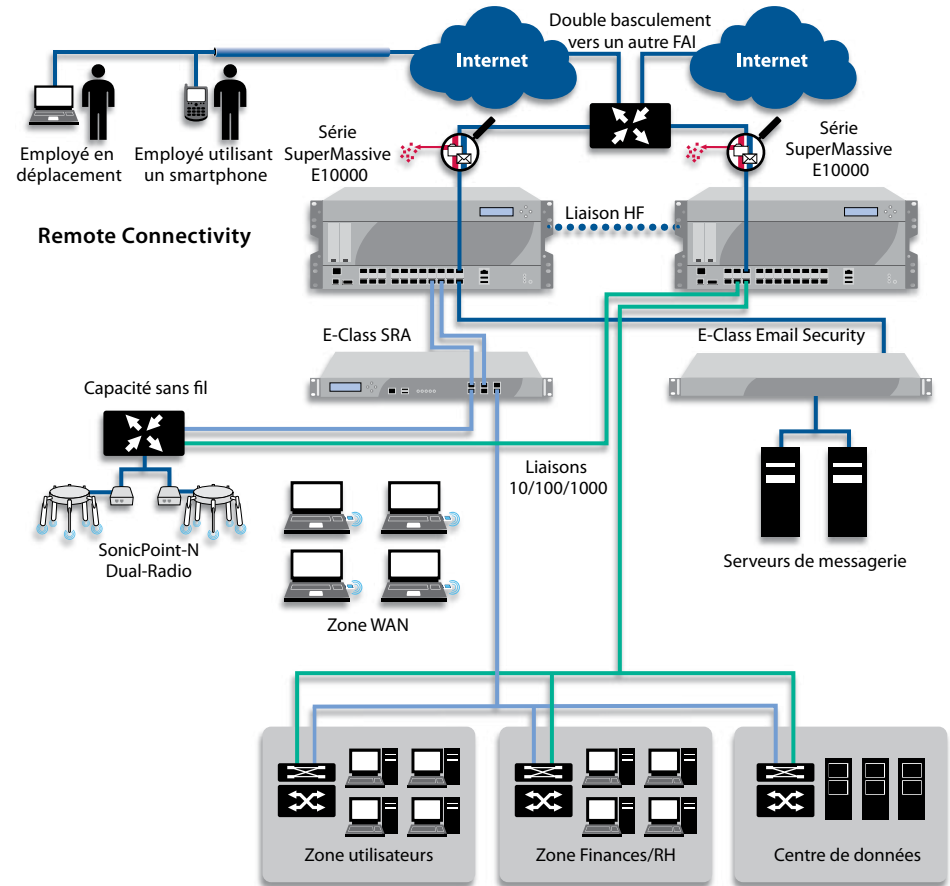 Double basculement
vers un autre FAI
Internet
Internet
Employé en
déplacement
Employé utilisant
un smartphone
Série
SuperMassive
E10000
Série
SuperMassive
E10000
Remote Connectivity
Liaison HF
E-Class SRA
E-Class Email Security
Capacité sans fil
Liaisons
10/100/1000
SonicPoint-N
Dual-Radio
Serveurs de messagerie
Zone WAN
Zone utilisateurs
Zone Finances/RH
Centre de données